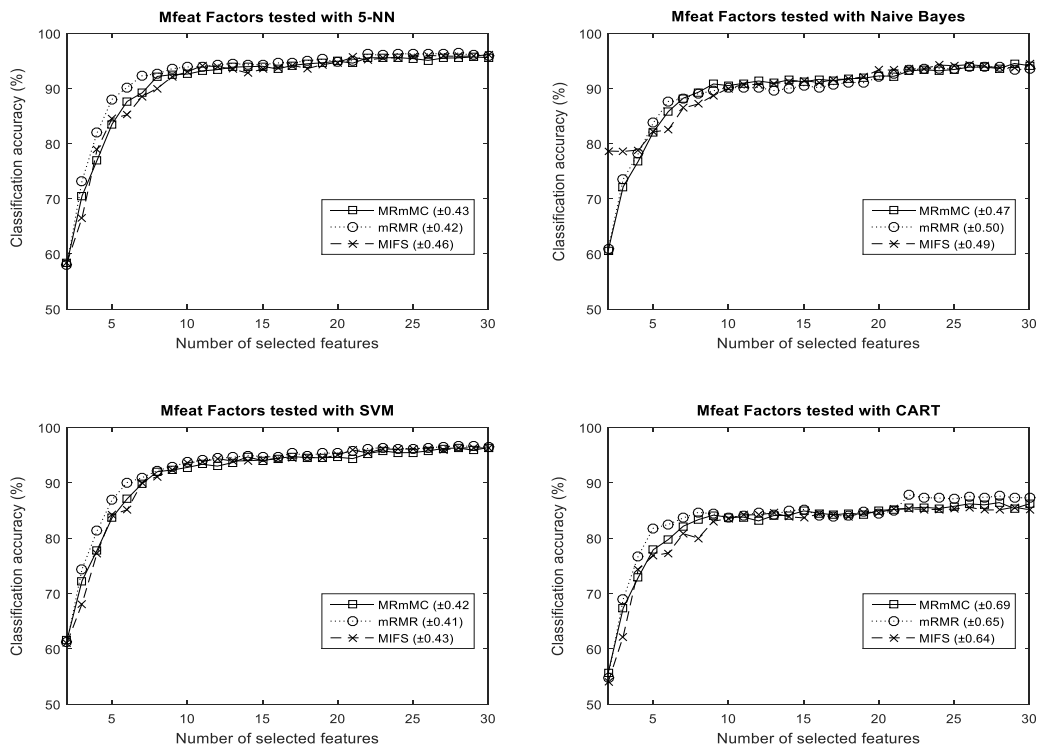 Mfeat Factors tested with 5-NN
100
90
80
70
60
50
5
10
15
20
25
30
Classification accuracy (%)
Number of selected features
MRmMC (±0.43
mRMR (±0.42)
MIFS (±0.46)
Mfeat Factors tested with Naive Bayes
100
90
80
70
60
50
5
10
15
20
25
30
Classification accuracy (%)
Number of selected features
MRmMC (±0.47
mRMR (±0.50)
MIFS (±0.49)
Mfeat Factors tested with SVM
100
90
80
70
60
50
5
10
15
20
25
30
Classification accuracy (%)
Number of selected features
MRmMC (±0.42
mRMR (±0.41)
MIFS (±0.43)
Mfeat Factors tested with CART
100
90
80
70
60
50
5
10
15
20
25
30
Classification accuracy (%)
Number of selected features
MRmMC (±0.69
mRMR (±0.65)
MIFS (±0.64)